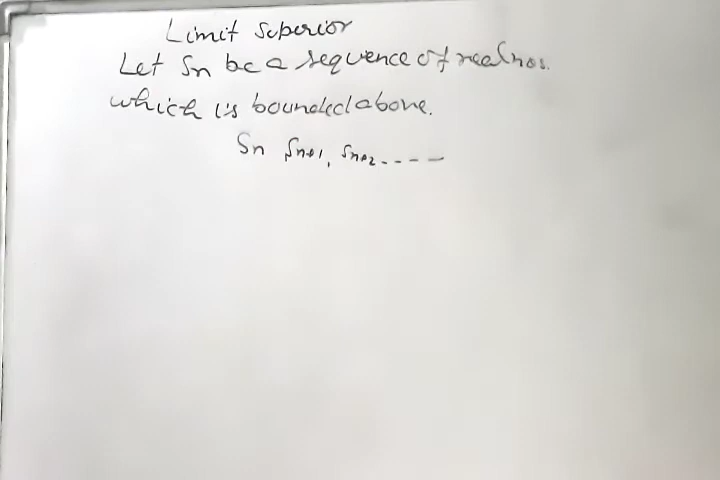 Limit Superior
Let Sn be a sequence of real nos.
which is bounded above.
Sn Sn+1, Sn+2 - - - -